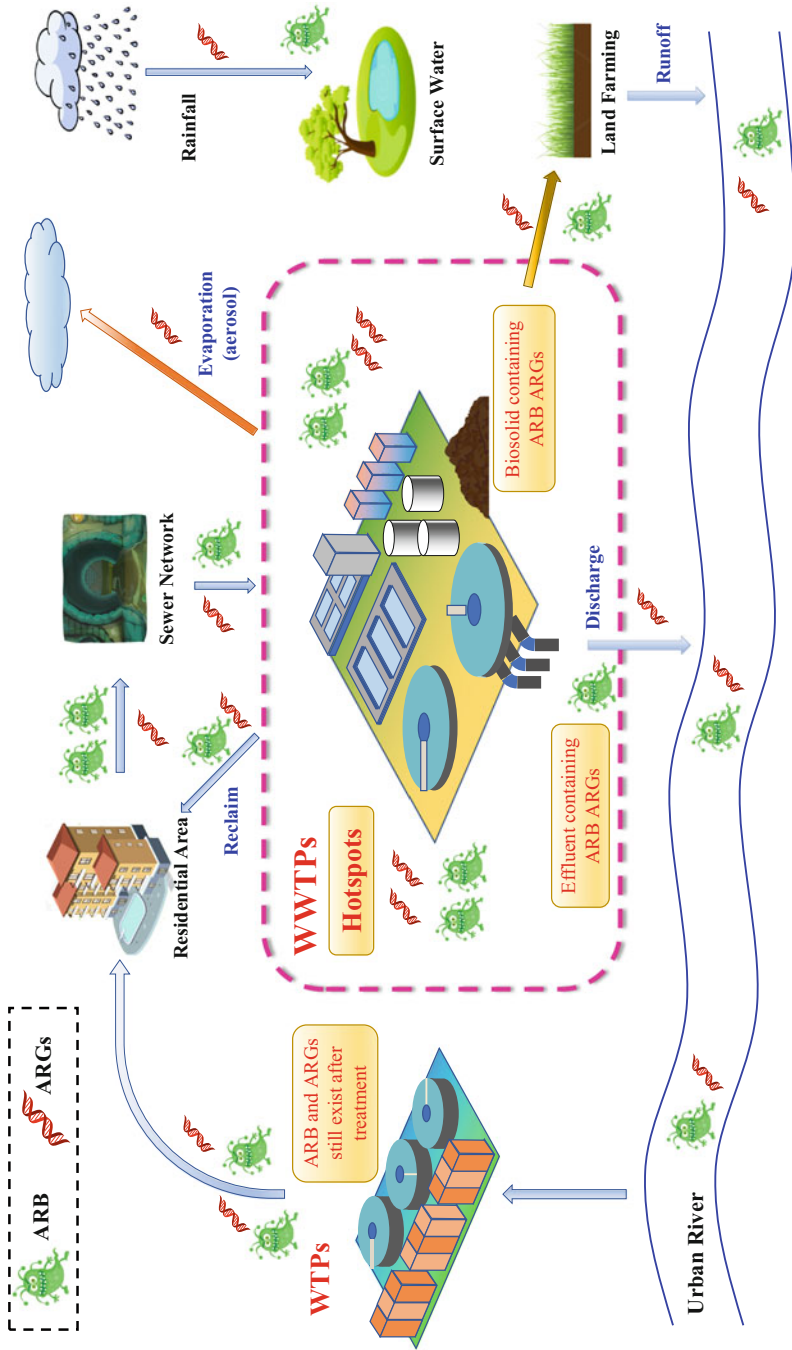 ARB
ARGs
Residential Area
Sewer Network
Reclaim
Evaporation
(aerosol)
Rainfall
Surface Water
WTPs
ARB and ARGs
still exist after
treatment
WWTPs
Hotspots
Biosolid containing
ARB ARGs
Effluent containing
ARB ARGs
Discharge
Land Farming
Runoff
Urban River